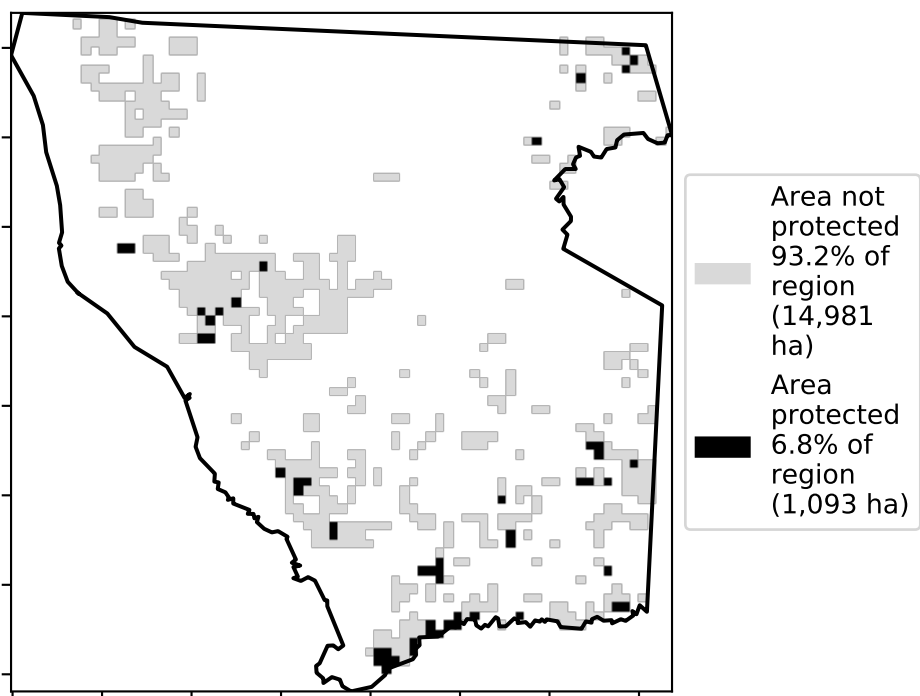 Area not
protected
93.2% of
region
(14,981
ha)
Area
protected
6.8% of
region
(1,093 ha)